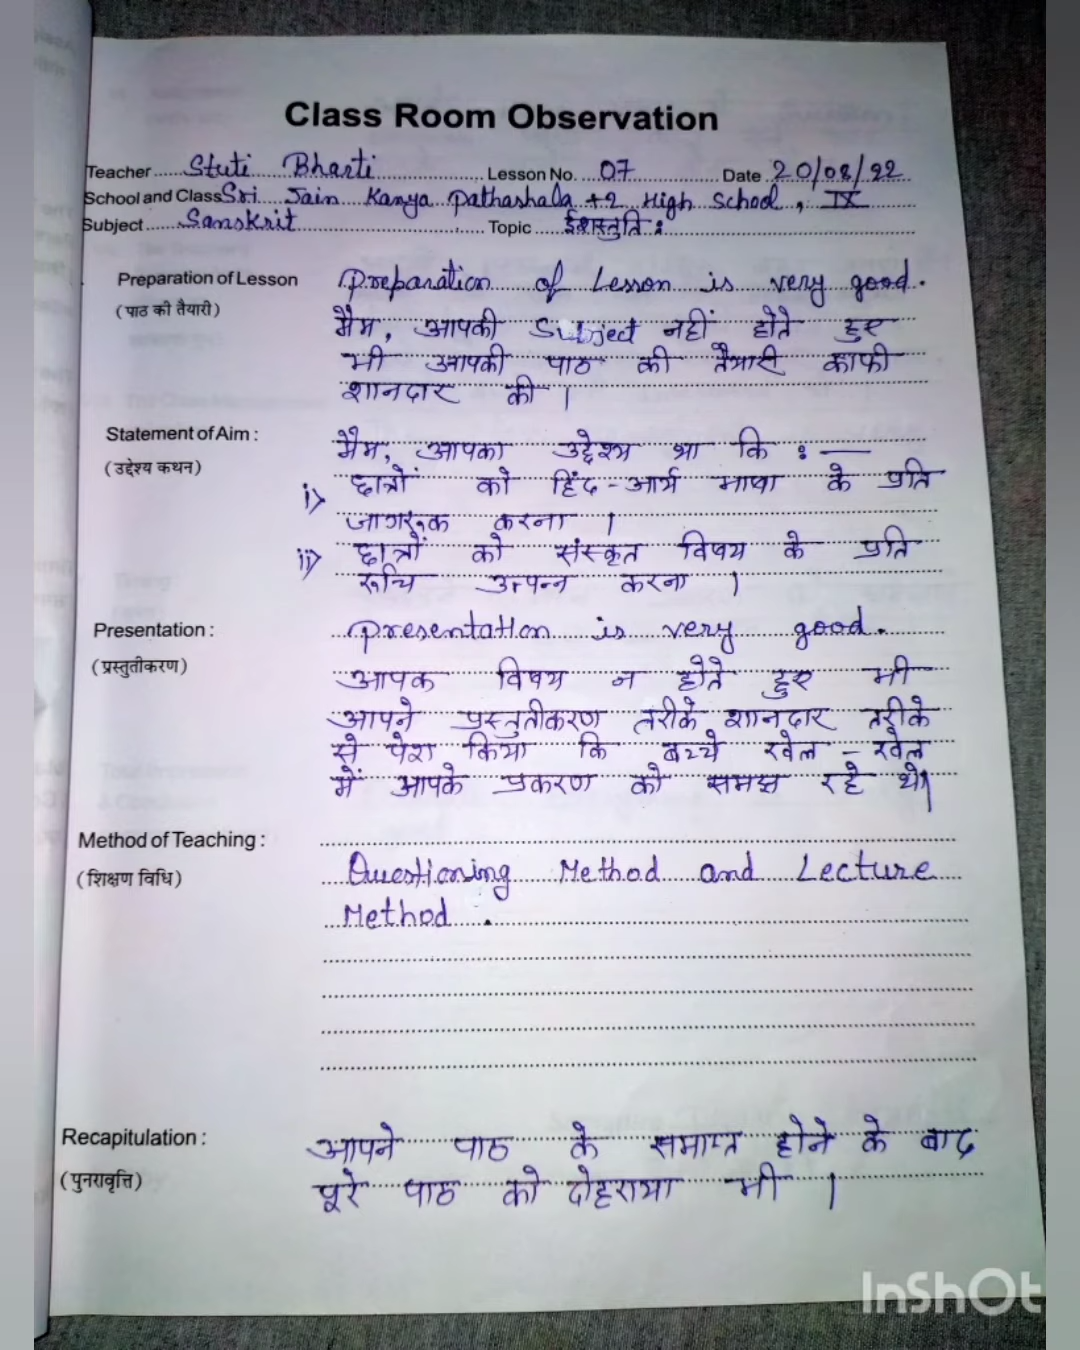 Class Room Observation
Teacher Stuti Bharti Lesson No. 07 Date 20/08/22
School and Class Sri Jain Kanya Pathashala +2 High School, IX
Subject Sanskrit Topic ईशस्तुतिः
Preparation of Lesson Preparation of Lesson is very good.
(पाठ की तैयारी)
मैम, आपकी Subject नहीं होते हुए
भी आपकी पाठ की तैयारी काफी
शानदार की।
Statement of Aim : मैम, आपका उद्देश्य था कि :—
(उद्देश्य कथन)
i) छात्रों को हिंद-आर्य भाषा के प्रति
जागरूक करना।
ii) छात्रों को संस्कृत विषय के प्रति
रूचि उत्पन्न करना।
Presentation : Presentation is very good.
(प्रस्तुतीकरण)
आपक विषय न होते हुए भी
आपने प्रस्तुतीकरण तरीके शानदार तरीके
से पेश किया कि बच्चे खेल - खेल
में आपके प्रकरण को समझ रहे थे।
Method of Teaching :
(शिक्षण विधि) Questioning Method and Lecture
Method .
Recapitulation : आपने पाठ के समाप्त होने के बाद
(पुनरावृत्ति) पूरे पाठ को दोहराया भी।
InShOt